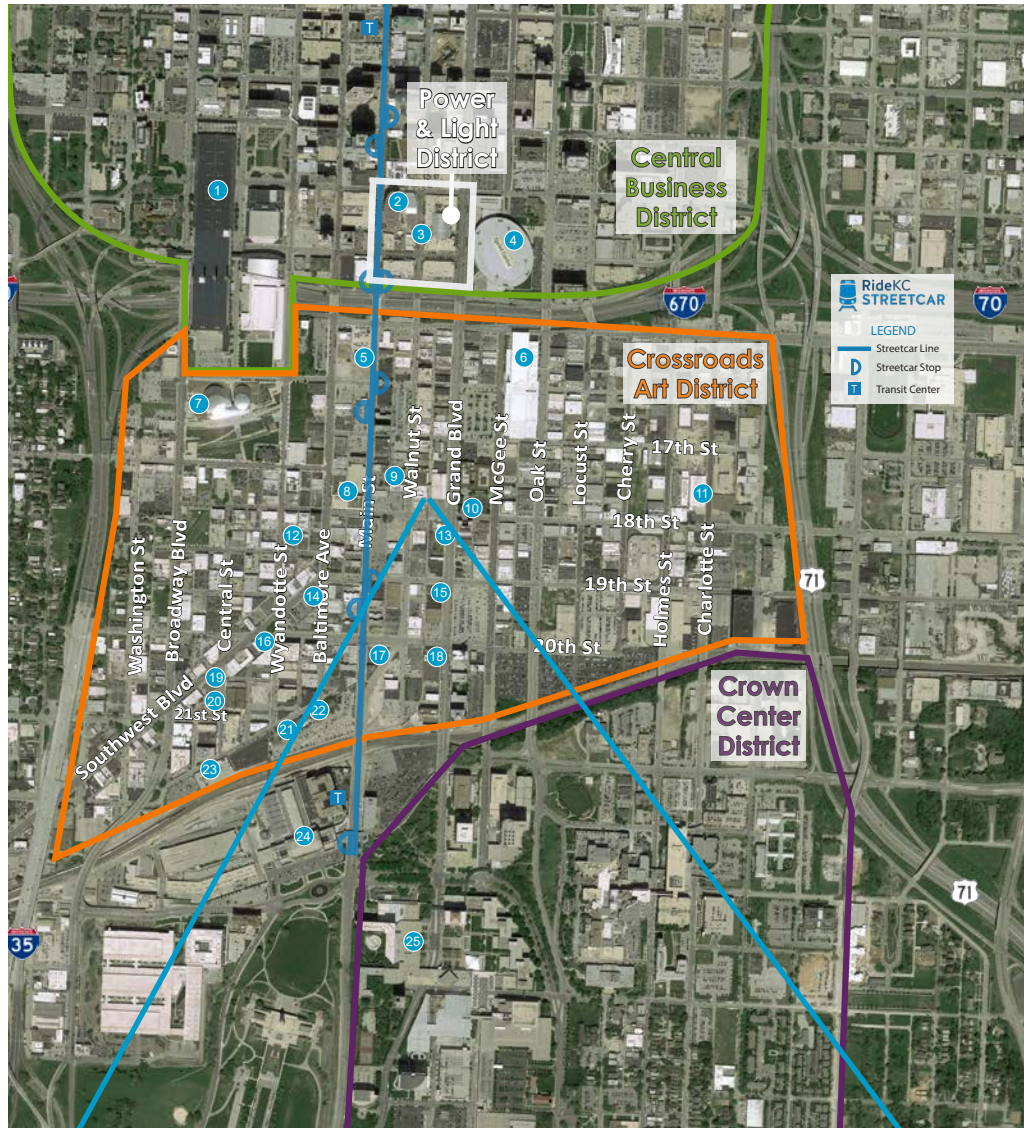 T
Power
& Light
District
Central
Business
District
1
2
3
4
RideKC
STREETCAR
LEGEND
Streetcar Line
Streetcar Stop
T Transit Center
670
70
Crossroads
Art District
5
6
7
8
9
10
11
12
13
14
15
16
17
18
19
20
21
22
23
24
25
Washington St
Broadway Blvd
Central St
Wyandotte St
Baltimore Ave
Main St
Walnut St
Grand Blvd
McGee St
Oak St
Locust St
Cherry St
Holmes St
Charlotte St
17th St
18th St
19th St
20th St
21st St
Southwest Blvd
71
Crown
Center
District
T
71
35